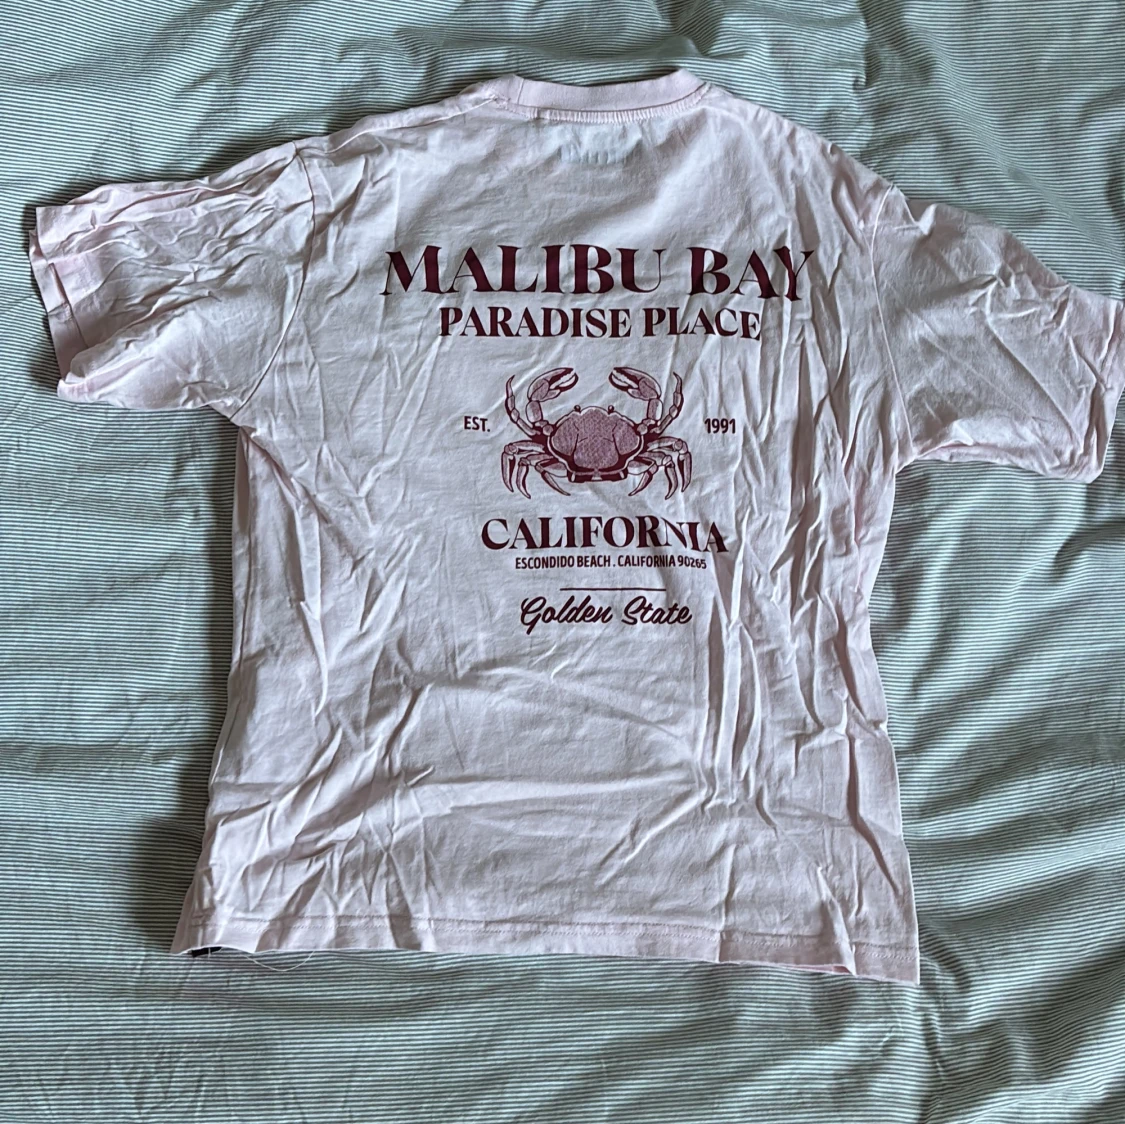 MALIBU BAY
PARADISE PLACE
EST. 1991
CALIFORNIA
ESCONDIDO BEACH . CALIFORNIA 90265
Golden State